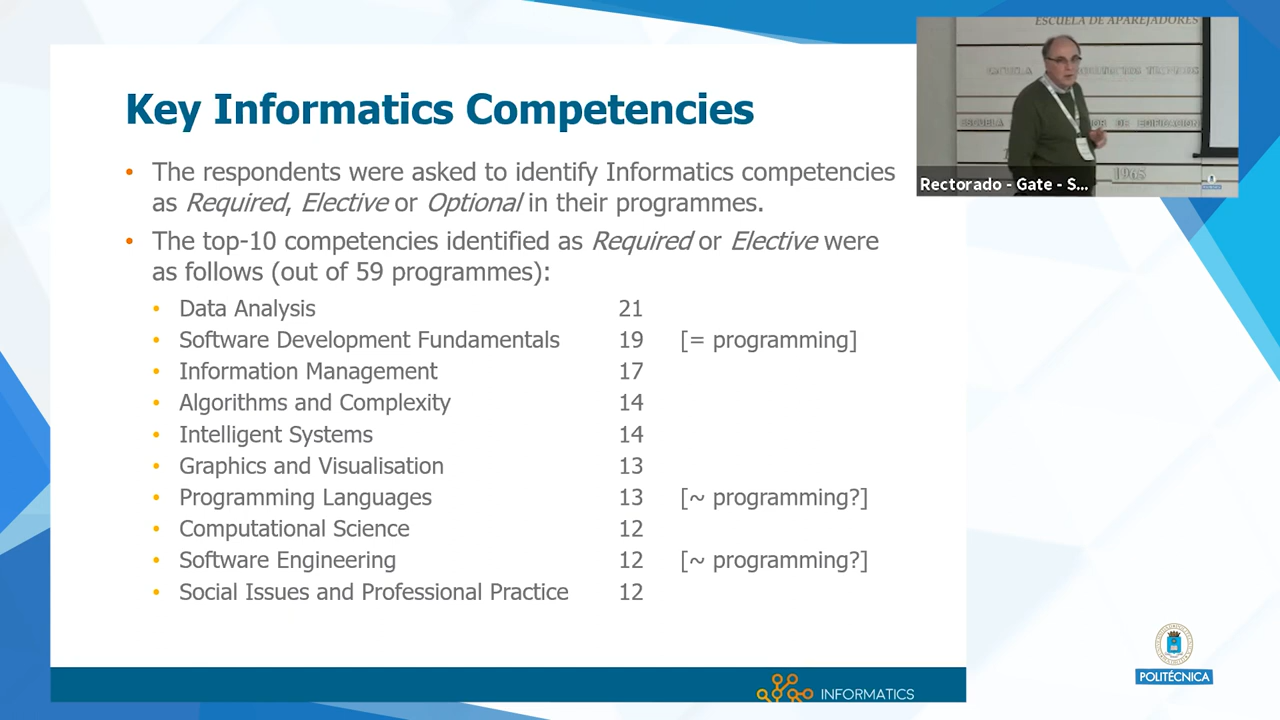 Key Informatics Competencies
• The respondents were asked to identify Informatics competencies
as Required, Elective or Optional in their programmes.
• The top-10 competencies identified as Required or Elective were
as follows (out of 59 programmes):
• Data Analysis 21
• Software Development Fundamentals 19 [= programming]
• Information Management 17
• Algorithms and Complexity 14
• Intelligent Systems 14
• Graphics and Visualisation 13
• Programming Languages 13 [~ programming?]
• Computational Science 12
• Software Engineering 12 [~ programming?]
• Social Issues and Professional Practice 12
INFORMATICS
ESCUELA DE APAREJADORES
DE EDIFICACION
1965
Rectorado - Gate - S...
POLITÉCNICA